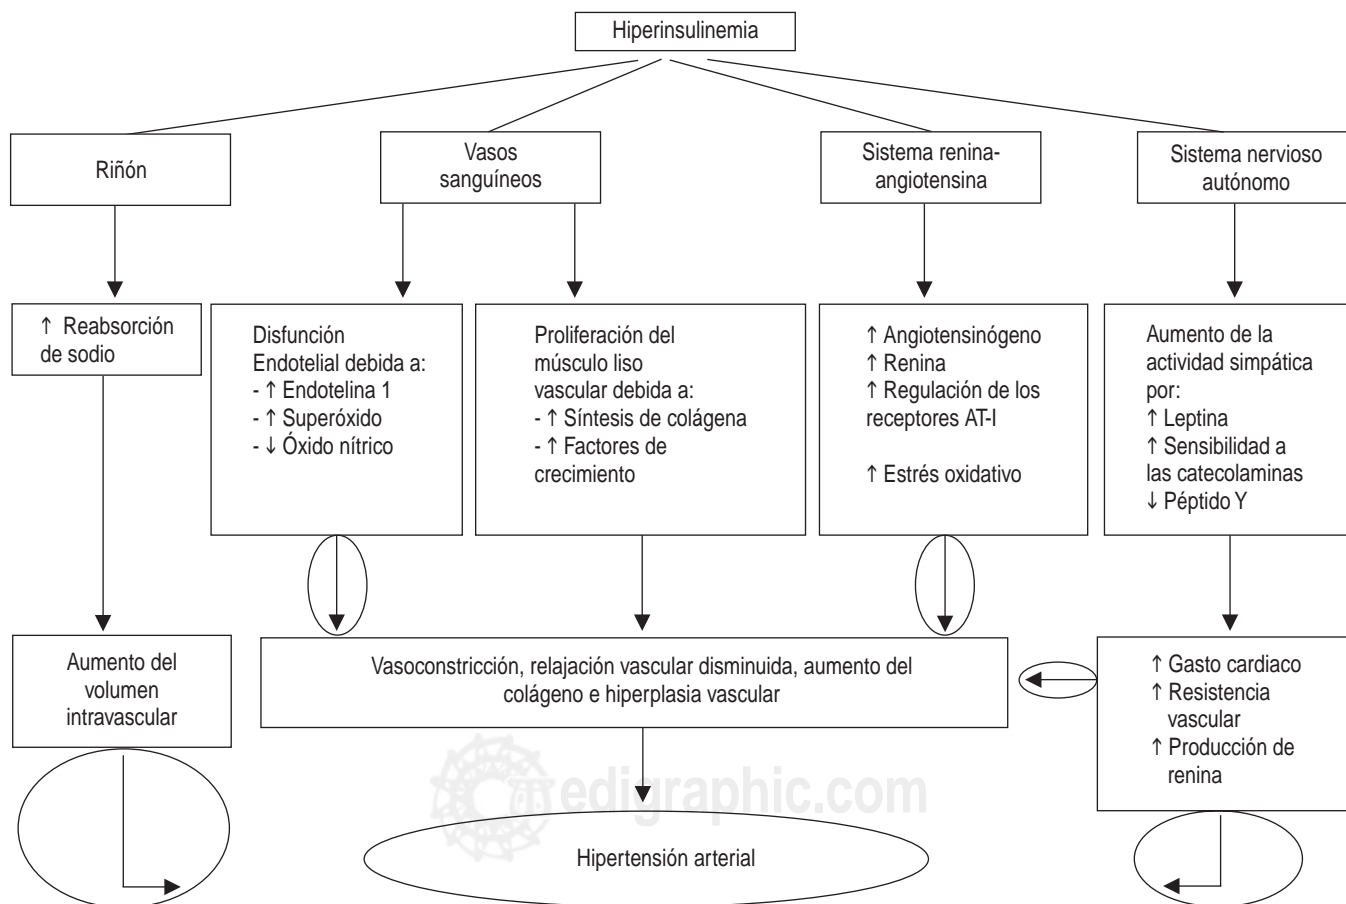 Hiperinsulinemia
Riñón
Vasos
sanguíneos
Sistema renina-
angiotensina
Sistema nervioso
autónomo
↑ Reabsorción
de sodio
Disfunción
Endotelial debida a:
- ↑ Endotelina 1
- ↑ Superóxido
- ↓ Óxido nítrico
Proliferación del
músculo liso
vascular debida a:
- ↑ Síntesis de colágena
- ↑ Factores de
crecimiento
↑ Angiotensinógeno
↑ Renina
↑ Regulación de los
receptores AT-I
↑ Estrés oxidativo
Aumento de la
actividad simpática
por:
↑ Leptina
↑ Sensibilidad a
las catecolaminas
↓ Péptido Y
Aumento del
volumen
intravascular
Vasoconstricción, relajación vascular disminuida, aumento del
colágeno e hiperplasia vascular
↑ Gasto cardiaco
↑ Resistencia
vascular
↑ Producción de
renina
edigraphic.com
Hipertensión arterial